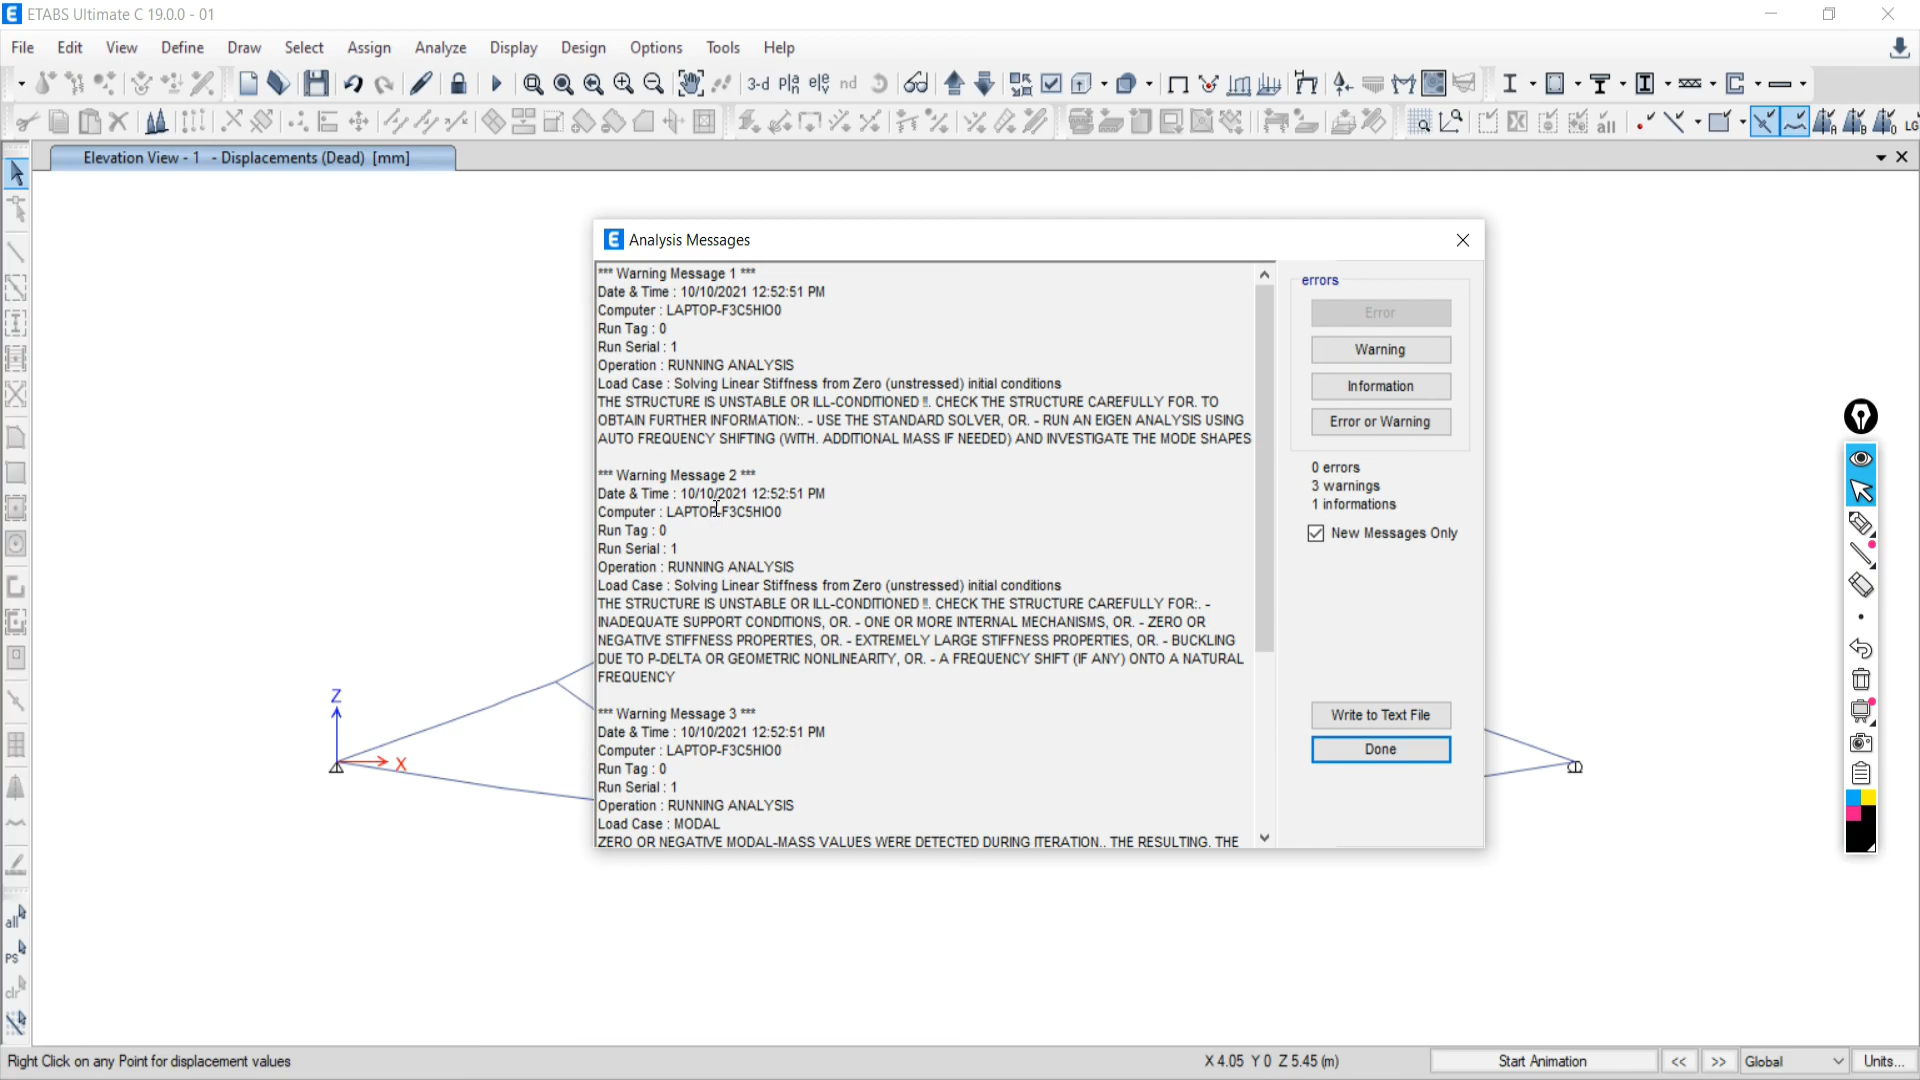 ETABS Ultimate C 19.0.0 - 01
File Edit View Define Draw Select Assign Analyze Display Design Options Tools Help
3-d pla ele nd
all
LG
Elevation View - 1 - Displacements (Dead) [mm]
Analysis Messages
*** Warning Message 1 ***
Date & Time : 10/10/2021 12:52:51 PM
Computer : LAPTOP-F3C5HIO0
Run Tag : 0
Run Serial : 1
Operation : RUNNING ANALYSIS
Load Case : Solving Linear Stiffness from Zero (unstressed) initial conditions
THE STRUCTURE IS UNSTABLE OR ILL-CONDITIONED !!. CHECK THE STRUCTURE CAREFULLY FOR. TO
OBTAIN FURTHER INFORMATION:. - USE THE STANDARD SOLVER, OR. - RUN AN EIGEN ANALYSIS USING
AUTO FREQUENCY SHIFTING (WITH. ADDITIONAL MASS IF NEEDED) AND INVESTIGATE THE MODE SHAPES
*** Warning Message 2 ***
Date & Time : 10/10/2021 12:52:51 PM
Computer : LAPTOP-F3C5HIO0
Run Tag : 0
Run Serial : 1
Operation : RUNNING ANALYSIS
Load Case : Solving Linear Stiffness from Zero (unstressed) initial conditions
THE STRUCTURE IS UNSTABLE OR ILL-CONDITIONED !!. CHECK THE STRUCTURE CAREFULLY FOR:. -
INADEQUATE SUPPORT CONDITIONS, OR. - ONE OR MORE INTERNAL MECHANISMS, OR. - ZERO OR
NEGATIVE STIFFNESS PROPERTIES, OR. - EXTREMELY LARGE STIFFNESS PROPERTIES, OR. - BUCKLING
DUE TO P-DELTA OR GEOMETRIC NONLINEARITY, OR. - A FREQUENCY SHIFT (IF ANY) ONTO A NATURAL
FREQUENCY
*** Warning Message 3 ***
Date & Time : 10/10/2021 12:52:51 PM
Computer : LAPTOP-F3C5HIO0
Run Tag : 0
Run Serial : 1
Operation : RUNNING ANALYSIS
Load Case : MODAL
ZERO OR NEGATIVE MODAL-MASS VALUES WERE DETECTED DURING ITERATION.. THE RESULTING. THE
errors
Error
Warning
Information
Error or Warning
0 errors
3 warnings
1 informations
New Messages Only
Write to Text File
Done
Z
X
all
PS
clr
Right Click on any Point for displacement values
X 4.05 Y 0 Z 5.45 (m)
Start Animation
<<
>>
Global
Units...